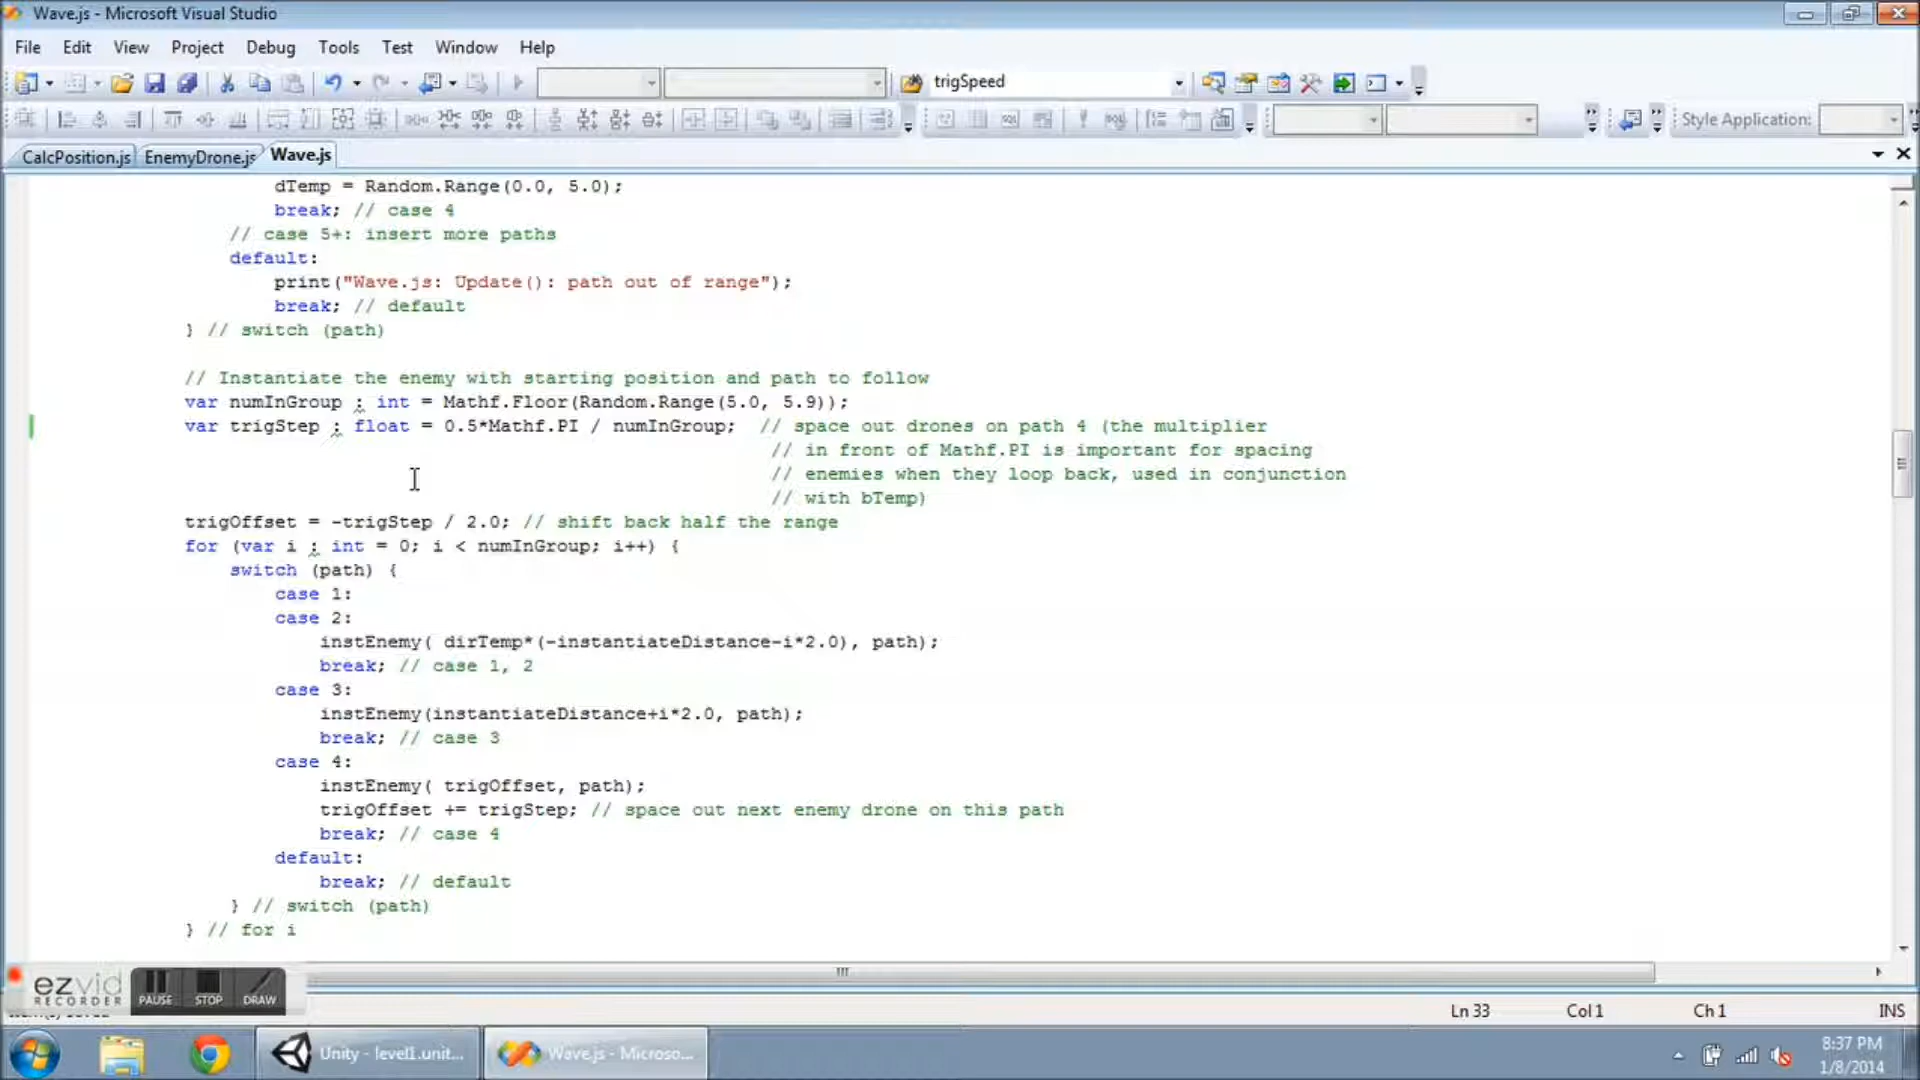 Wave.js - Microsoft Visual Studio
File Edit View Project Debug Tools Test Window Help
trigSpeed
Style Application:
CalcPosition.js EnemyDrone.js Wave.js
dTemp = Random.Range(0.0, 5.0);
break; // case 4
// case 5+: insert more paths
default:
print("Wave.js: Update(): path out of range");
break; // default
} // switch (path)
// Instantiate the enemy with starting position and path to follow
var numInGroup : int = Mathf.Floor(Random.Range(5.0, 5.9));
var trigStep : float = 0.5*Mathf.PI / numInGroup; // space out drones on path 4 (the multiplier
// in front of Mathf.PI is important for spacing
// enemies when they loop back, used in conjunction
// with bTemp)
trigOffset = -trigStep / 2.0; // shift back half the range
for (var i : int = 0; i < numInGroup; i++) {
switch (path) {
case 1:
case 2:
instEnemy( dirTemp*(-instantiateDistance-i*2.0), path);
break; // case 1, 2
case 3:
instEnemy(instantiateDistance+i*2.0, path);
break; // case 3
case 4:
instEnemy( trigOffset, path);
trigOffset += trigStep; // space out next enemy drone on this path
break; // case 4
default:
break; // default
} // switch (path)
} // for i
ezvid
RECORDER
PAUSE STOP DRAW
Ln 33 Col 1 Ch 1 INS
Unity - level1.unit... Wave.js - Microso...
8:37 PM
1/8/2014